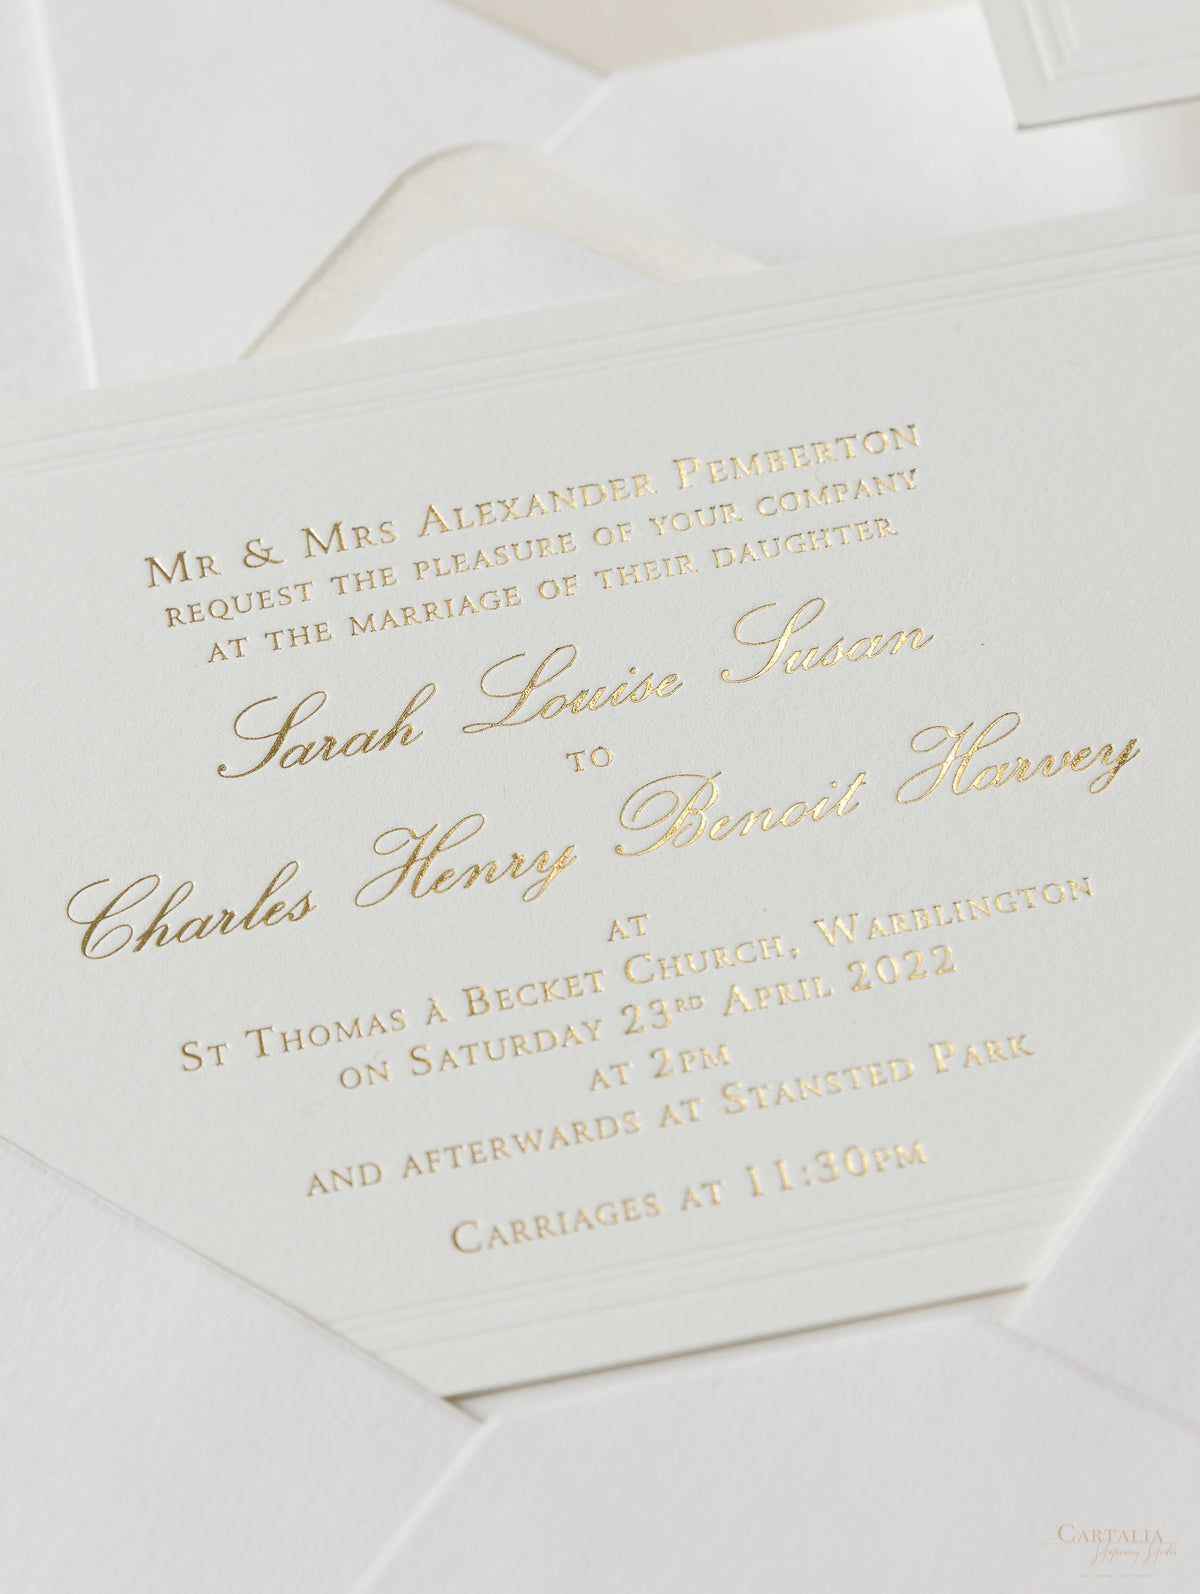 Mr & Mrs Alexander Pemberton
request the pleasure of your company
at the marriage of their daughter
Sarah Louise Susan
to
Charles Henry Benoit Harvey
at
St Thomas à Becket Church, Warblington
on Saturday 23rd April 2022
at 2pm
and afterwards at Stansted Park
Carriages at 11:30pm
Cartalia
Stationery Studio